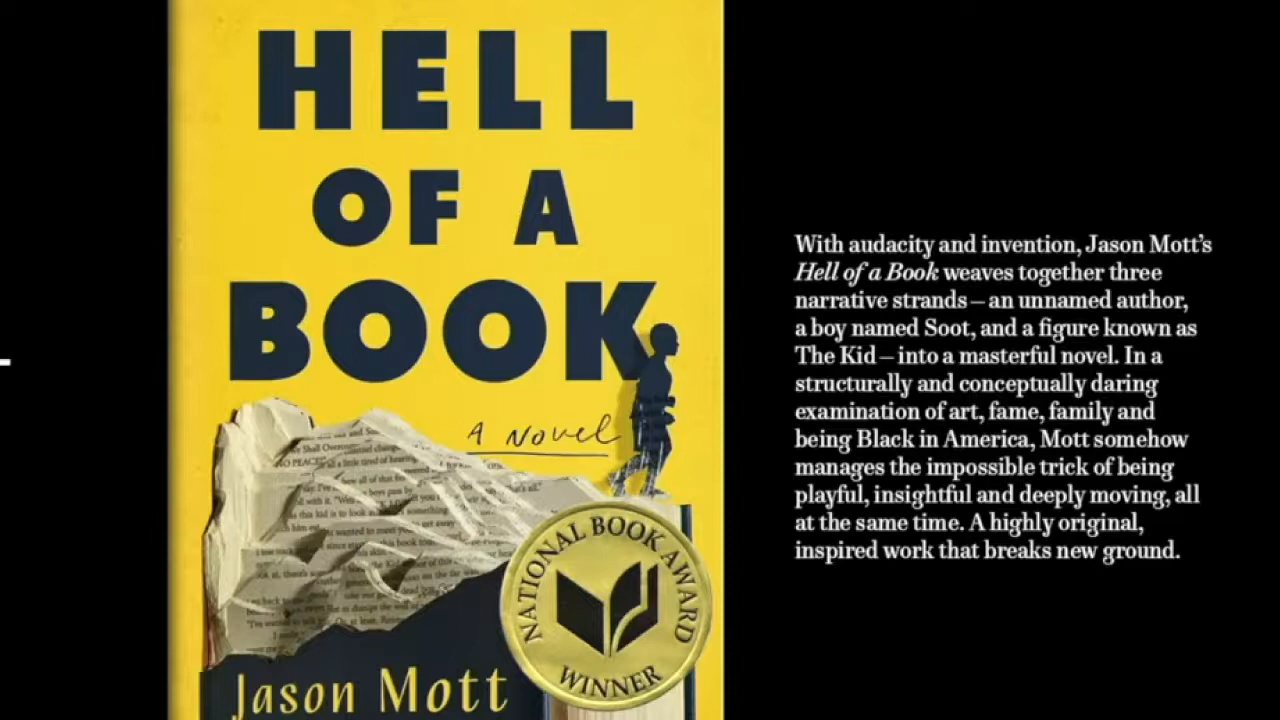 HELL
OF A
BOOK
A Novel
NO PEACE!"
NATIONAL BOOK AWARD
WINNER
Jason Mott
With audacity and invention, Jason Mott's
Hell of a Book weaves together three
narrative strands – an unnamed author,
a boy named Soot, and a figure known as
The Kid – into a masterful novel. In a
structurally and conceptually daring
examination of art, fame, family and
being Black in America, Mott somehow
manages the impossible trick of being
playful, insightful and deeply moving, all
at the same time. A highly original,
inspired work that breaks new ground.